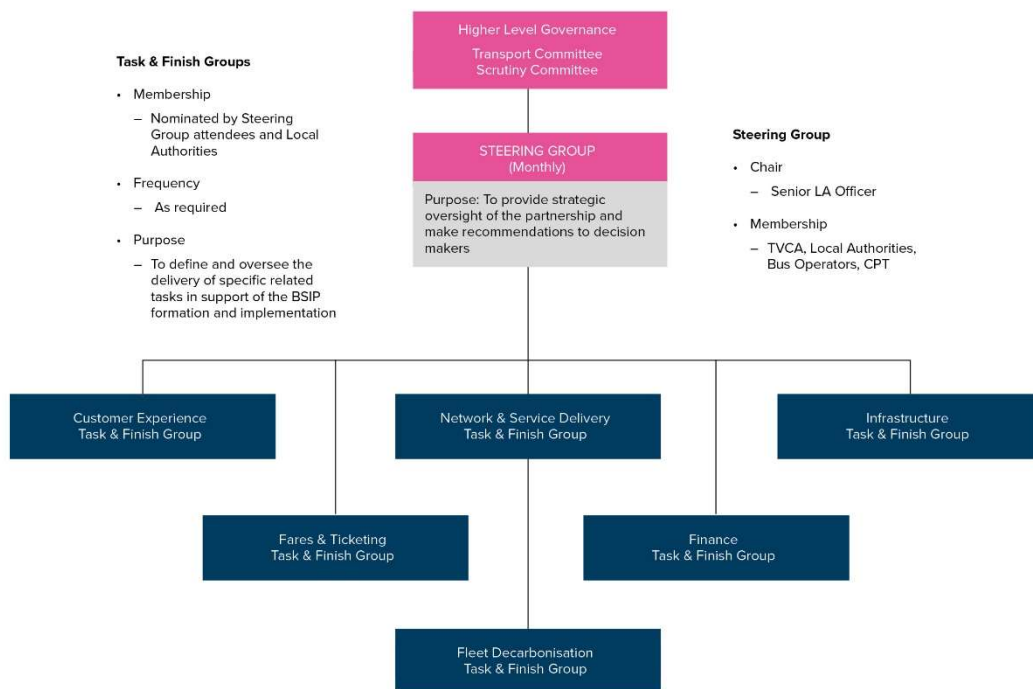 Higher Level Governance
Transport Committee
Scrutiny Committee
Task & Finish Groups
• Membership
– Nominated by Steering
Group attendees and Local
Authorities
• Frequency
– As required
• Purpose
– To define and oversee the
delivery of specific related
tasks in support of the BSIP
formation and implementation
STEERING GROUP
(Monthly)
Purpose: To provide strategic
oversight of the partnership and
make recommendations to decision
makers
Steering Group
• Chair
– Senior LA Officer
• Membership
– TVCA, Local Authorities,
Bus Operators, CPT
Customer Experience
Task & Finish Group
Network & Service Delivery
Task & Finish Group
Infrastructure
Task & Finish Group
Fares & Ticketing
Task & Finish Group
Finance
Task & Finish Group
Fleet Decarbonisation
Task & Finish Group